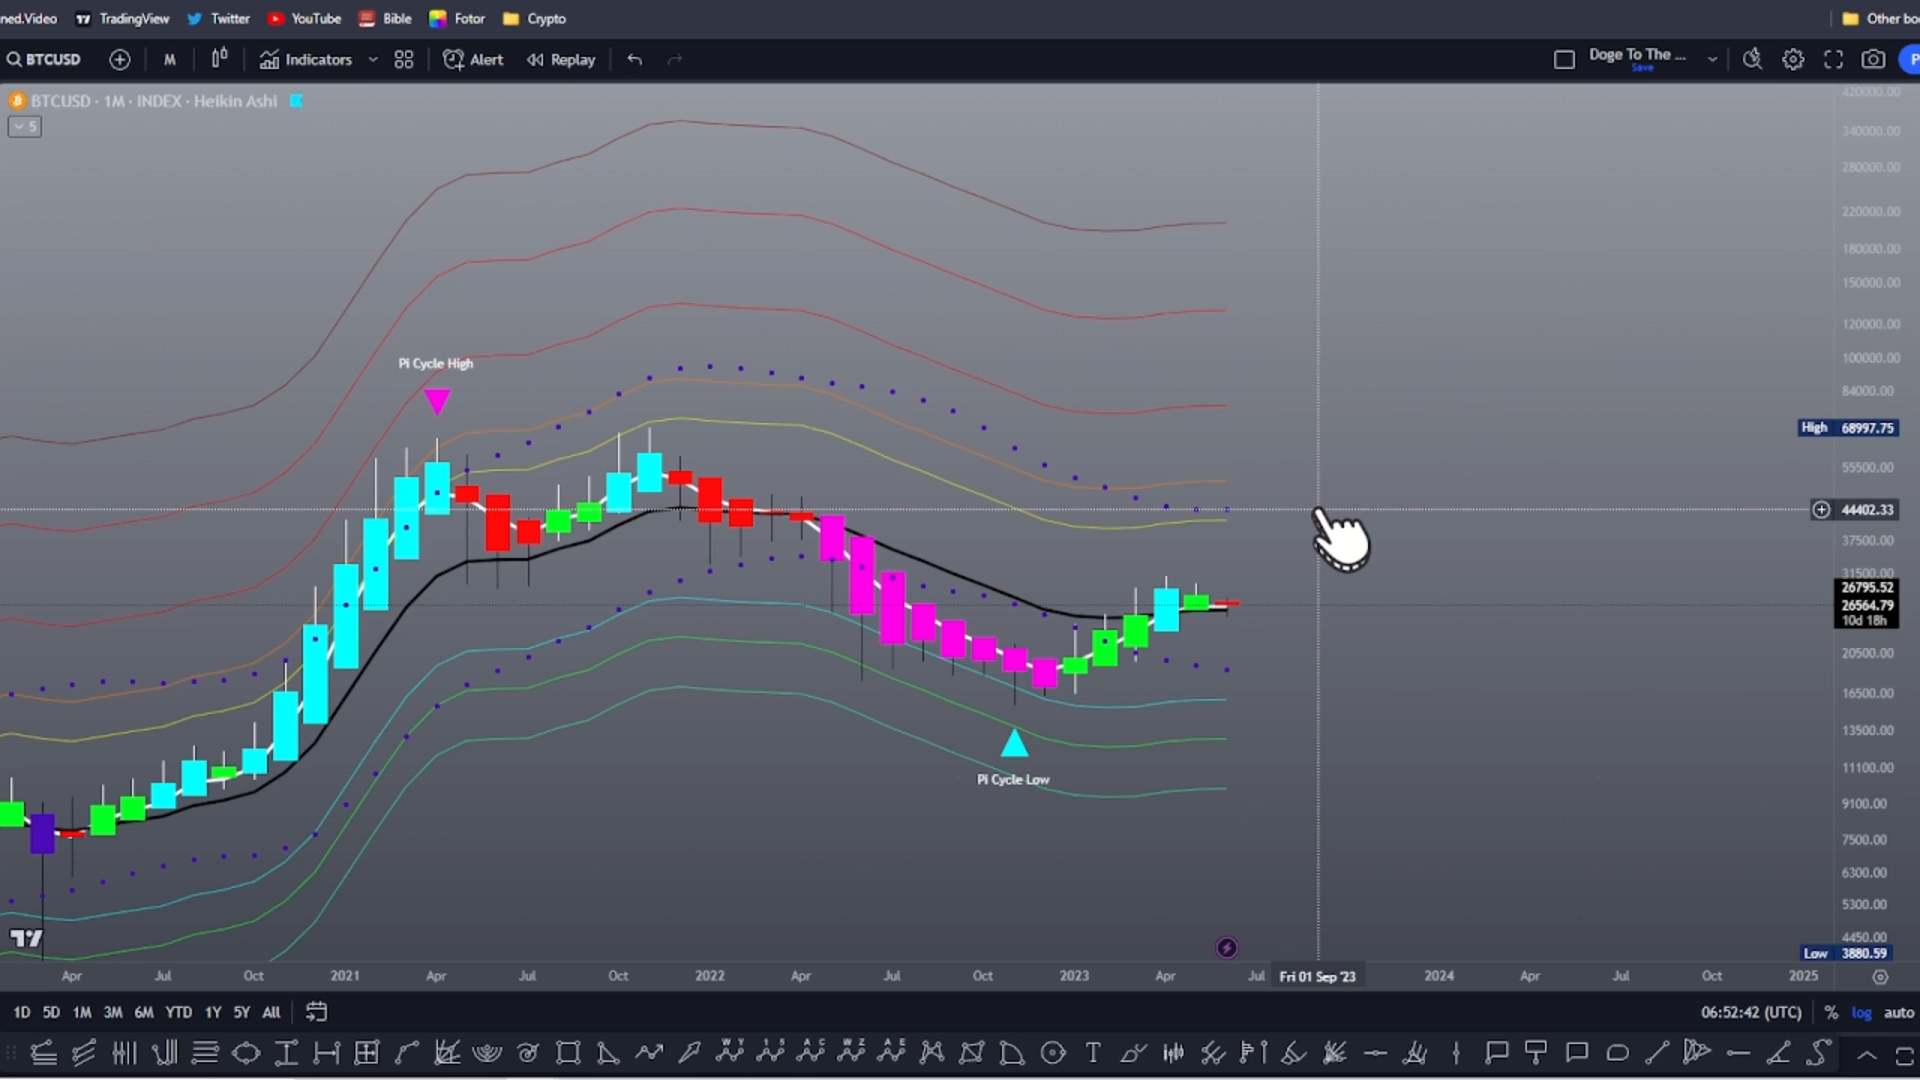 ned.Video TradingView Twitter YouTube Bible Fotor Crypto Other bo
BTCUSD M Indicators Alert Replay Doge To The ... P
Save
BTCUSD · 1M · INDEX · Heikin Ashi
5
420000.00
340000.00
280000.00
220000.00
180000.00
150000.00
120000.00
100000.00
84000.00
High 68997.75
55500.00
44402.33
37500.00
31500.00
26795.52
26564.79
10d 18h
20500.00
16500.00
13500.00
11100.00
9100.00
7500.00
6300.00
5300.00
4450.00
Low 3880.59
Pi Cycle High
Pi Cycle Low
Apr Jul Oct 2021 Apr Jul Oct 2022 Apr Jul Oct 2023 Apr Jul Fri 01 Sep '23 2024 Apr Jul Oct 2025
1D 5D 1M 3M 6M YTD 1Y 5Y All 06:52:42 (UTC) % log auto